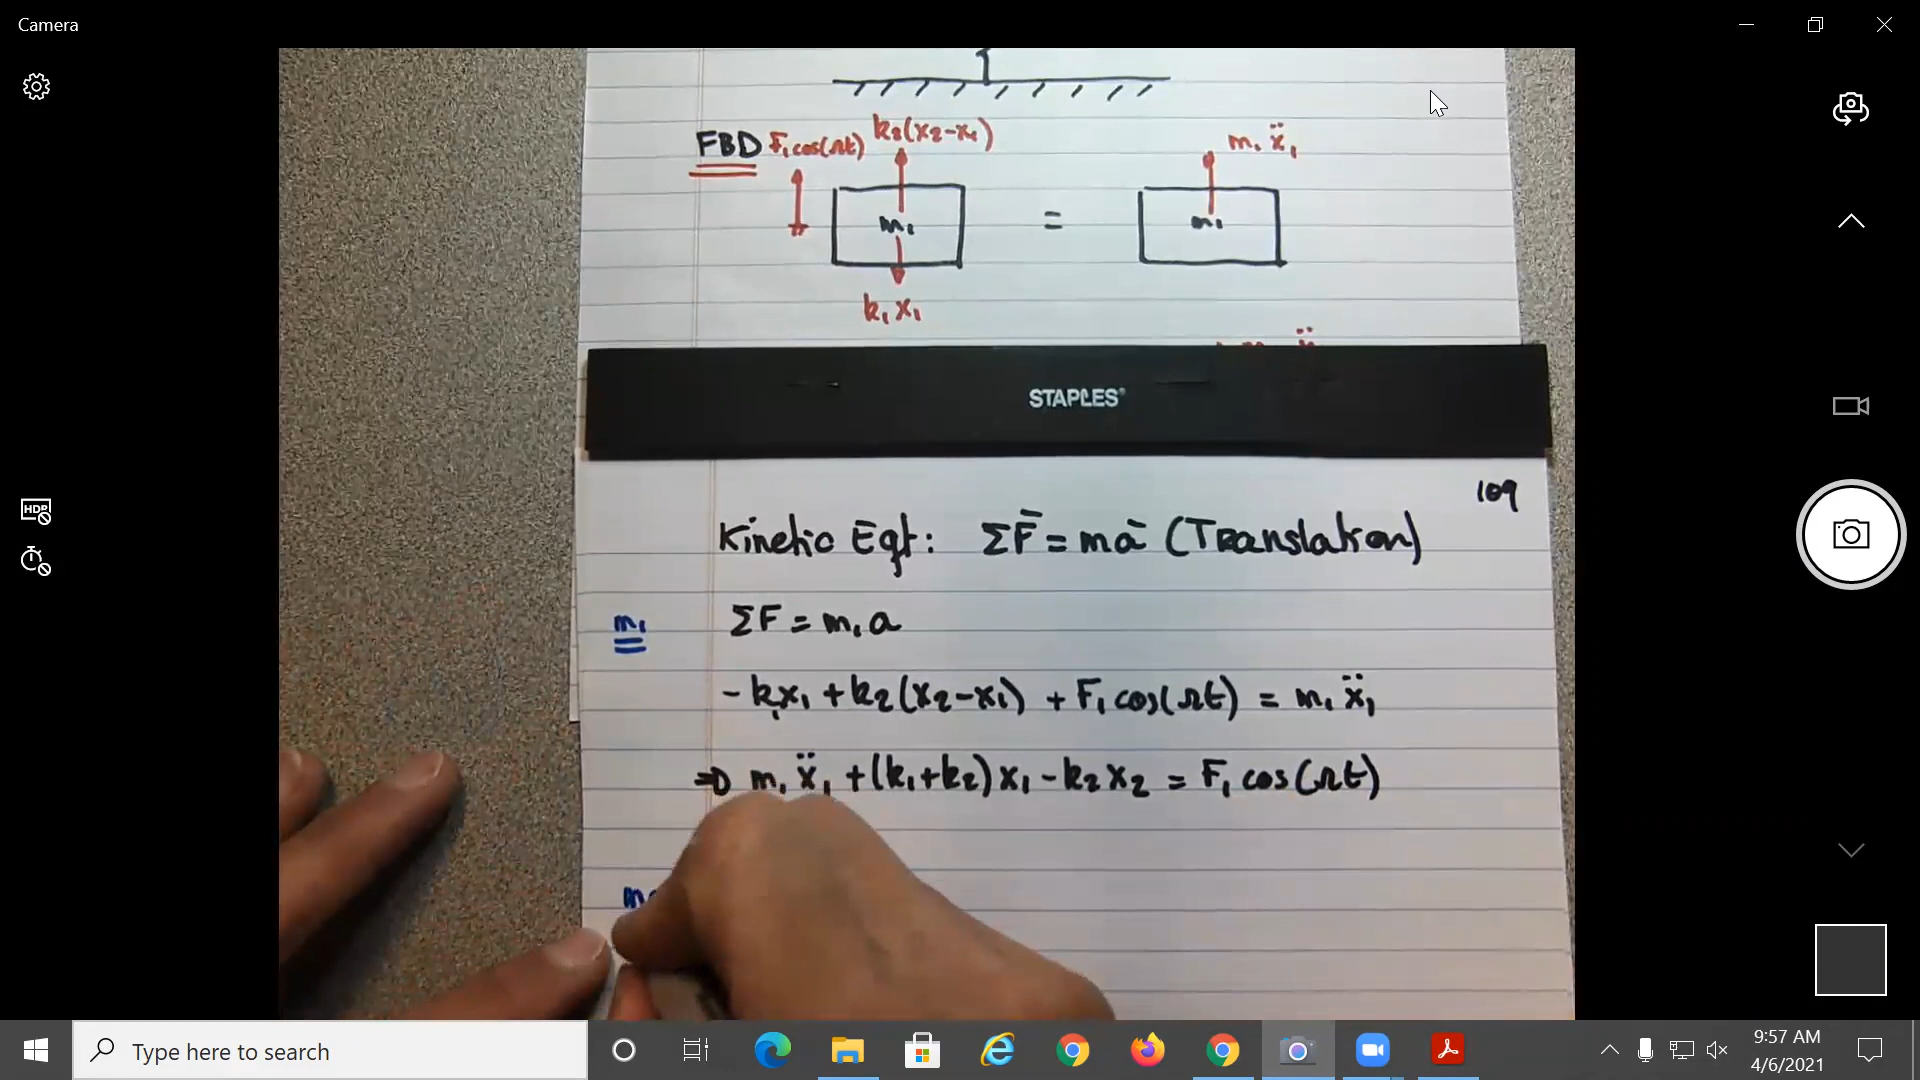 Camera
FBD F₁cos(Ωt) k₂(x₂-x₁)
m₁ẍ₁
m₁ = m₁
k₁x₁
STAPLES®
109
Kinetic Eqt: ΣF̄ = mā (Translation)
m₁ ΣF = m₁a
-k₁x₁ + k₂(x₂-x₁) + F₁cos(Ωt) = m₁ẍ₁
⇒ m₁ẍ₁ + (k₁+k₂)x₁ - k₂x₂ = F₁cos(Ωt)
HDR
Type here to search
9:57 AM
4/6/2021